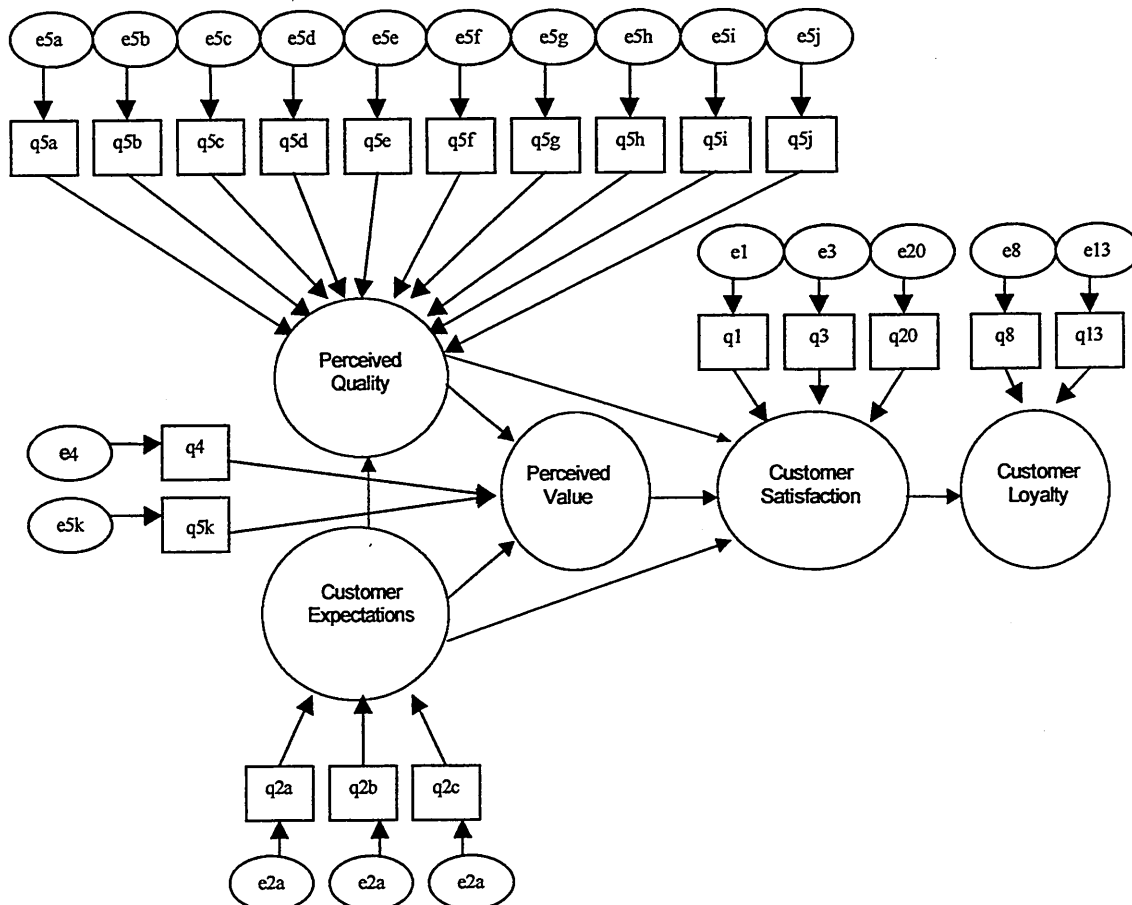 e5a e5b e5c e5d e5e e5f e5g e5h e5i e5j
q5a q5b q5c q5d q5e q5f q5g q5h q5i q5j
e1 e3 e20 e8 e13
q1 q3 q20 q8 q13
Perceived
Quality
e4 q4
e5k q5k
Perceived
Value
Customer
Satisfaction
Customer
Loyalty
Customer
Expectations
q2a q2b q2c
e2a e2a e2a